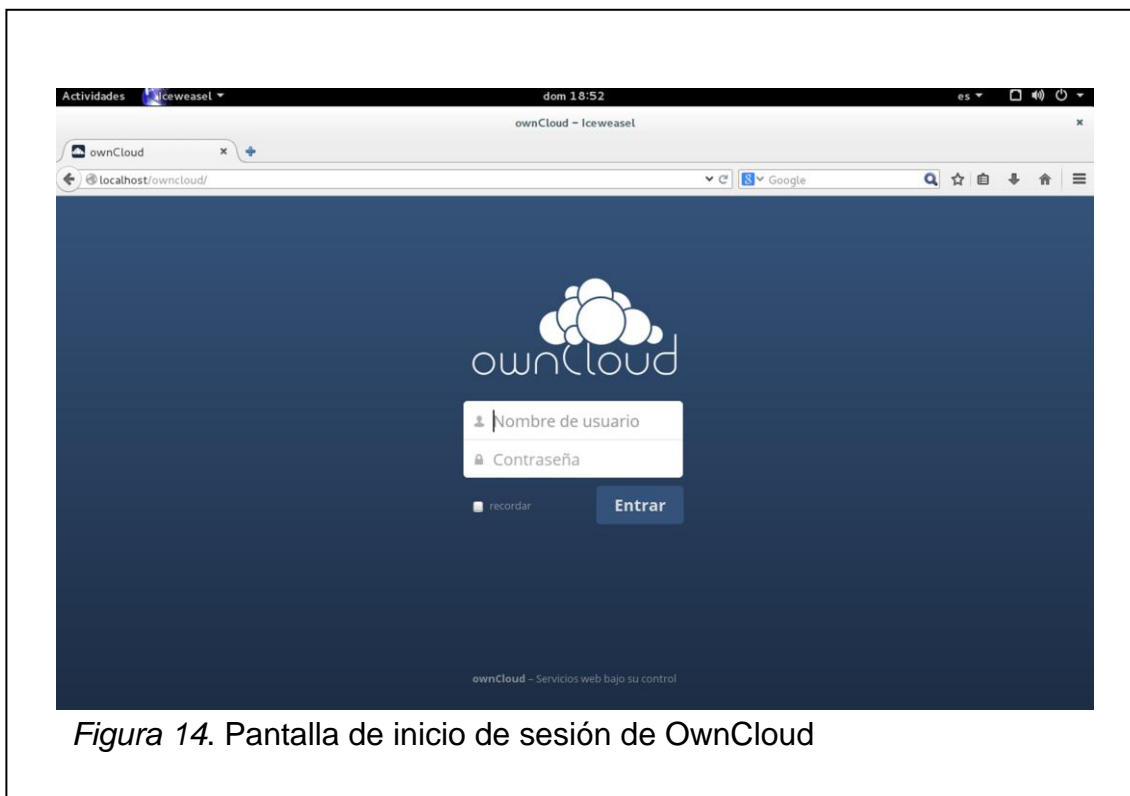 Actividades Iceweasel dom 18:52 es
ownCloud - Iceweasel
ownCloud
localhost/owncloud/ 8 Google
ownCloud
Nombre de usuario
Contraseña
recordar Entrar
ownCloud – Servicios web bajo su control
Figura 14. Pantalla de inicio de sesión de OwnCloud